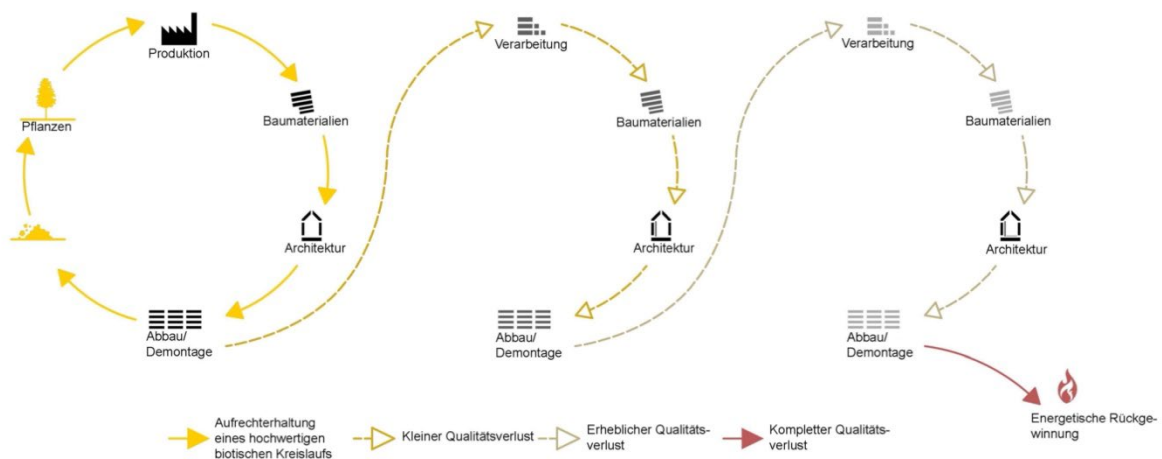 Produktion
Baumaterialien
Architektur
Abbau/
Demontage
Pflanzen
Verarbeitung
Baumaterialien
Architektur
Abbau/
Demontage
Verarbeitung
Baumaterialien
Architektur
Abbau/
Demontage
Energetische Rückge-
winnung
Aufrechterhaltung
eines hochwertigen
biotischen Kreislaufs
Kleiner Qualitätsverlust
Erheblicher Qualitäts-
verlust
Kompletter Qualitäts-
verlust